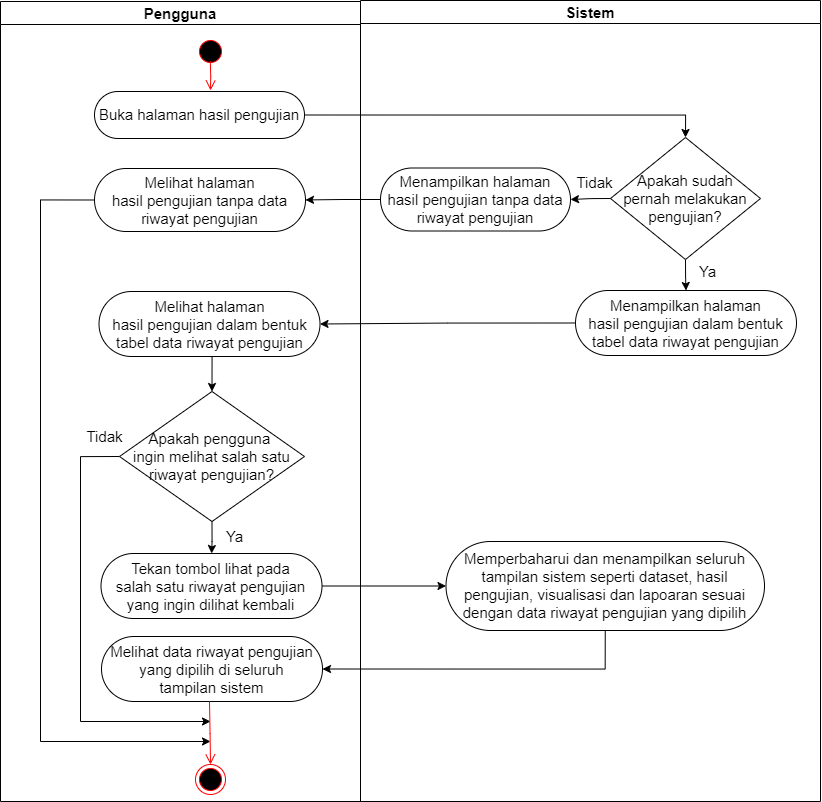 Pengguna
Sistem
Buka halaman hasil pengujian
Apakah sudah
pernah melakukan
pengujian?
Tidak
Menampilkan halaman
hasil pengujian tanpa data
riwayat pengujian
Melihat halaman
hasil pengujian tanpa data
riwayat pengujian
Ya
Menampilkan halaman
hasil pengujian dalam bentuk
tabel data riwayat pengujian
Melihat halaman
hasil pengujian dalam bentuk
tabel data riwayat pengujian
Apakah pengguna
ingin melihat salah satu
riwayat pengujian?
Tidak
Ya
Tekan tombol lihat pada
salah satu riwayat pengujian
yang ingin dilihat kembali
Memperbaharui dan menampilkan seluruh
tampilan sistem seperti dataset, hasil
pengujian, visualisasi dan lapoaran sesuai
dengan data riwayat pengujian yang dipilih
Melihat data riwayat pengujian
yang dipilih di seluruh
tampilan sistem